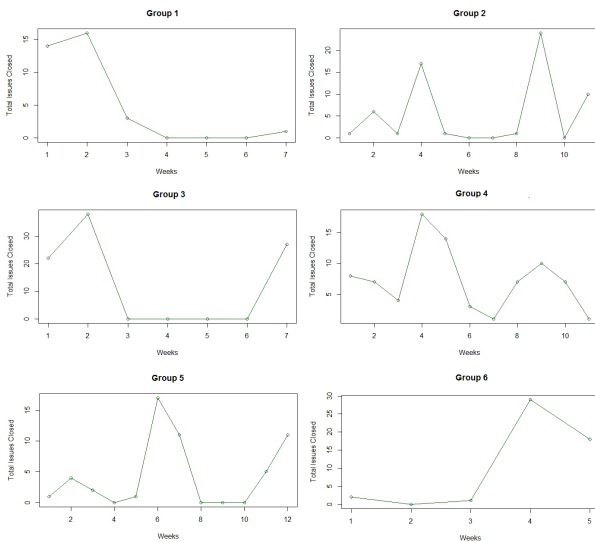 Group 1
Total Issues Closed
15
10
5
0
1 2 3 4 5 6 7
Weeks
Group 2
Total Issues Closed
20
15
10
5
0
2 4 6 8 10
Weeks
Group 3
Total Issues Closed
30
20
10
0
1 2 3 4 5 6 7
Weeks
Group 4
Total Issues Closed
15
10
5
2 4 6 8 10
Weeks
Group 5
Total Issues Closed
15
10
5
0
2 4 6 8 10 12
Weeks
Group 6
Total Issues Closed
30
25
20
15
10
5
0
1 2 3 4 5
Weeks